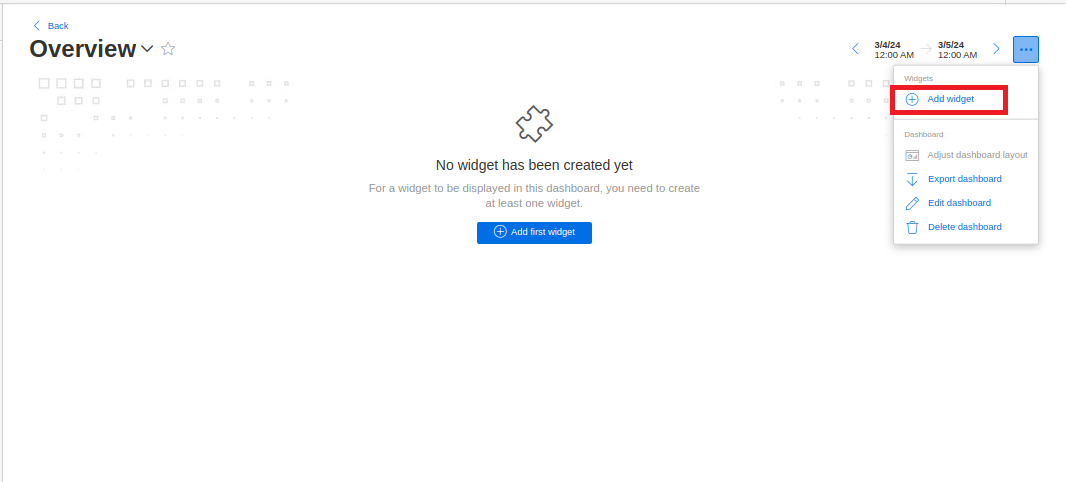 Back
Overview
3/4/24
12:00 AM
3/5/24
12:00 AM
Widgets
Add widget
Dashboard
Adjust dashboard layout
Export dashboard
Edit dashboard
Delete dashboard
No widget has been created yet
For a widget to be displayed in this dashboard, you need to create
at least one widget.
Add first widget